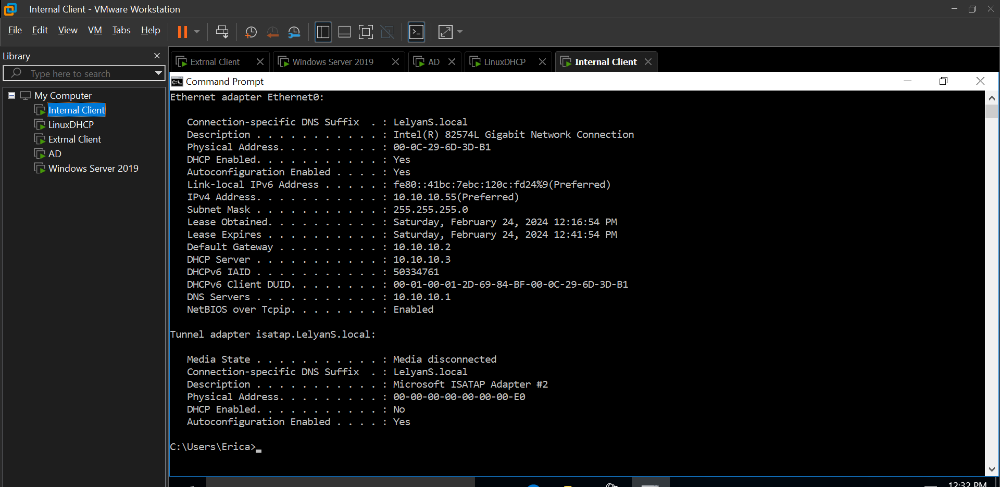 Internal Client - VMware Workstation
File Edit View VM Tabs Help
Library
Type here to search
My Computer
Internal Client
LinuxDHCP
Extrnal Client
AD
Windows Server 2019
Extrnal Client Windows Server 2019 AD LinuxDHCP Internal Client
Command Prompt
Ethernet adapter Ethernet0:
Connection-specific DNS Suffix . : LelyanS.local
Description . . . . . . . . . . . : Intel(R) 82574L Gigabit Network Connection
Physical Address. . . . . . . . . : 00-0C-29-6D-3D-B1
DHCP Enabled. . . . . . . . . . . : Yes
Autoconfiguration Enabled . . . . : Yes
Link-local IPv6 Address . . . . . : fe80::41bc:7ebc:120c:fd24%9(Preferred)
IPv4 Address. . . . . . . . . . . : 10.10.10.55(Preferred)
Subnet Mask . . . . . . . . . . . : 255.255.255.0
Lease Obtained. . . . . . . . . . : Saturday, February 24, 2024 12:16:54 PM
Lease Expires . . . . . . . . . . : Saturday, February 24, 2024 12:41:54 PM
Default Gateway . . . . . . . . . : 10.10.10.2
DHCP Server . . . . . . . . . . . : 10.10.10.3
DHCPv6 IAID . . . . . . . . . . . : 50334761
DHCPv6 Client DUID. . . . . . . . : 00-01-00-01-2D-69-84-BF-00-0C-29-6D-3D-B1
DNS Servers . . . . . . . . . . . : 10.10.10.1
NetBIOS over Tcpip. . . . . . . . : Enabled
Tunnel adapter isatap.LelyanS.local:
Media State . . . . . . . . . . . : Media disconnected
Connection-specific DNS Suffix . : LelyanS.local
Description . . . . . . . . . . . : Microsoft ISATAP Adapter #2
Physical Address. . . . . . . . . : 00-00-00-00-00-00-00-E0
DHCP Enabled. . . . . . . . . . . : No
Autoconfiguration Enabled . . . . : Yes
C:\Users\Erica>_
12:32 PM